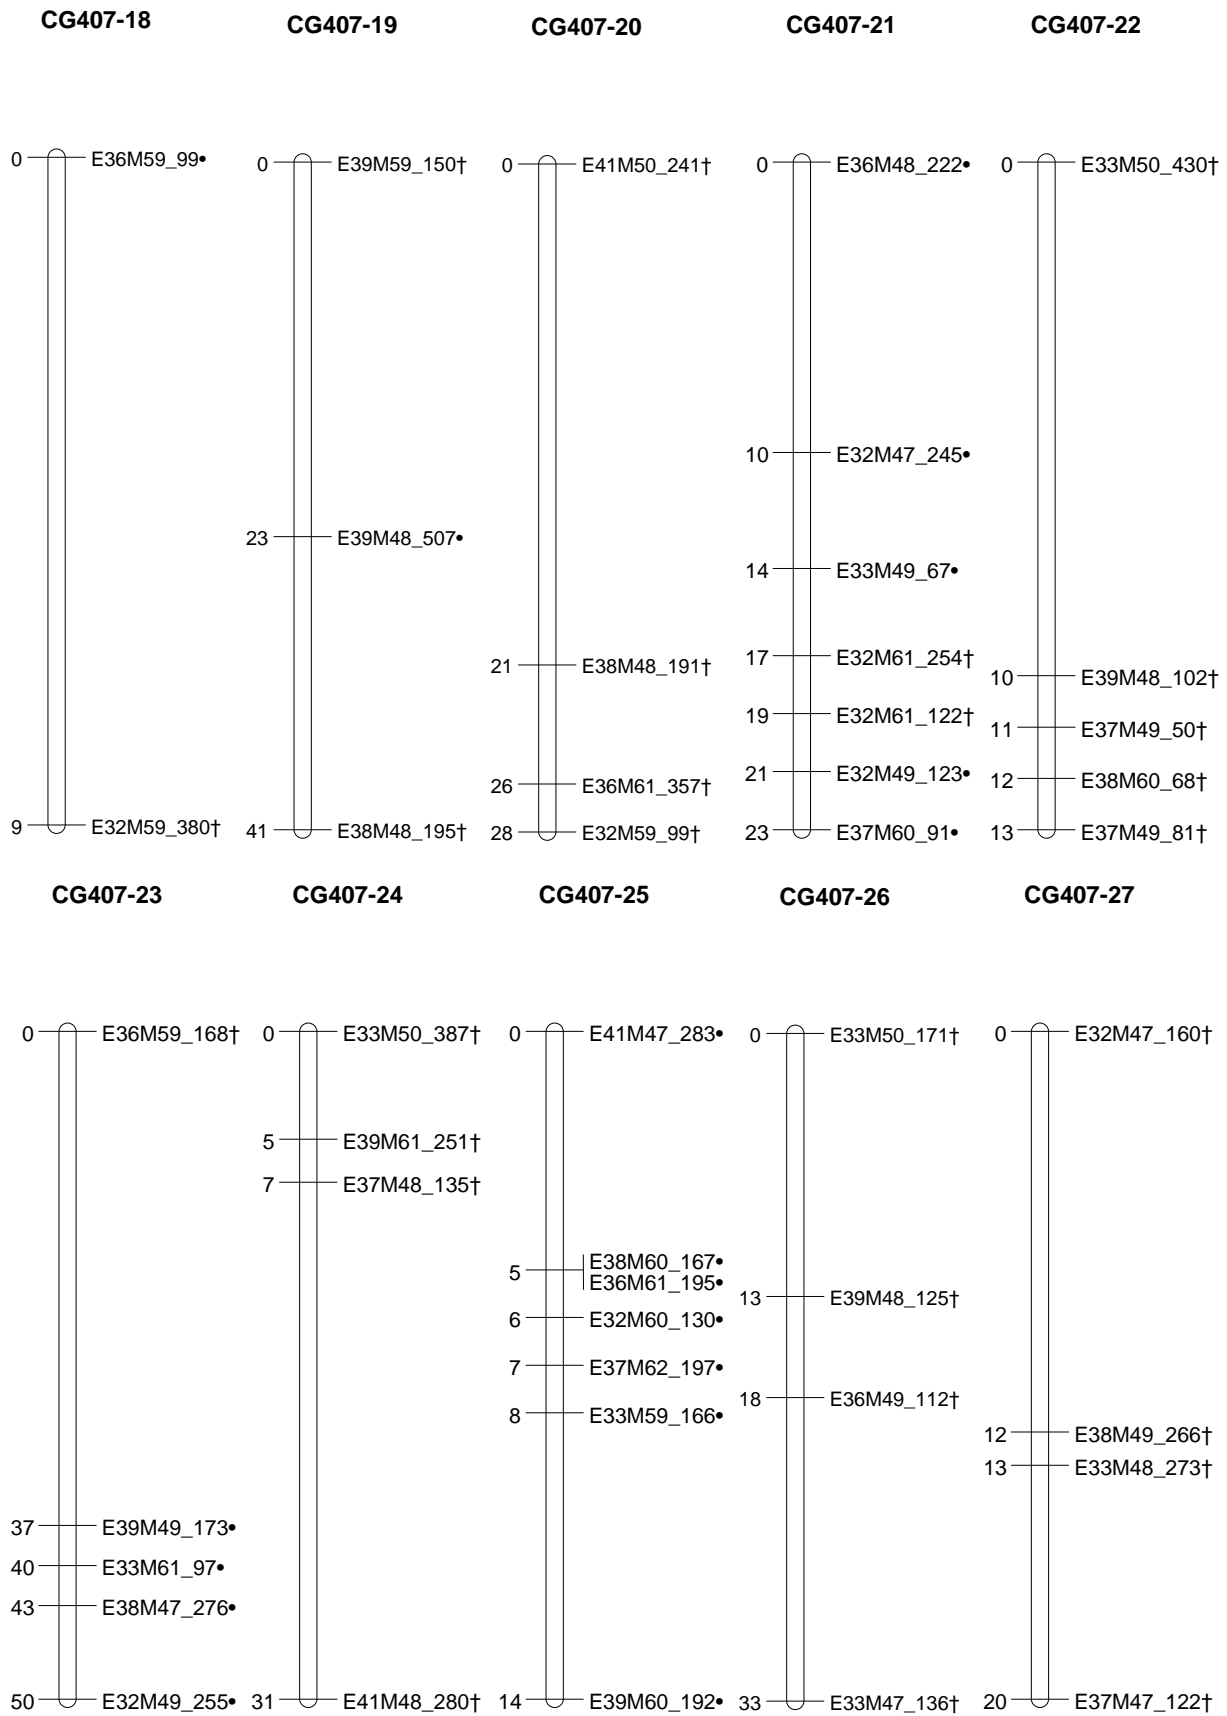 CG407-18
0 E36M59_99•
9 E32M59_380†
CG407-19
0 E39M59_150†
23 E39M48_507•
41 E38M48_195†
CG407-20
0 E41M50_241†
21 E38M48_191†
26 E36M61_357†
28 E32M59_99†
CG407-21
0 E36M48_222•
10 E32M47_245•
14 E33M49_67•
17 E32M61_254†
19 E32M61_122†
21 E32M49_123•
23 E37M60_91•
CG407-22
0 E33M50_430†
10 E39M48_102†
11 E37M49_50†
12 E38M60_68†
13 E37M49_81†
CG407-23
0 E36M59_168†
37 E39M49_173•
40 E33M61_97•
43 E38M47_276•
50 E32M49_255•
CG407-24
0 E33M50_387†
5 E39M61_251†
7 E37M48_135†
31 E41M48_280†
CG407-25
0 E41M47_283•
5 E38M60_167•
E36M61_195•
6 E32M60_130•
7 E37M62_197•
8 E33M59_166•
14 E39M60_192•
CG407-26
0 E33M50_171†
13 E39M48_125†
18 E36M49_112†
33 E33M47_136†
CG407-27
0 E32M47_160†
12 E38M49_266†
13 E33M48_273†
20 E37M47_122†